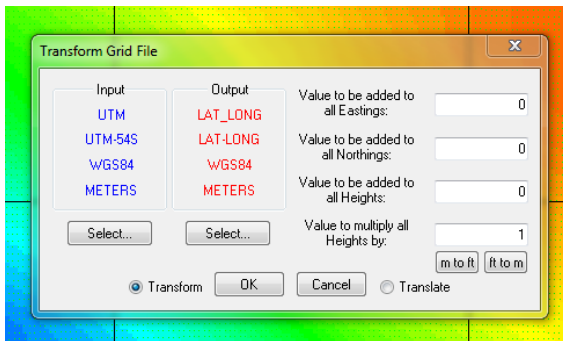 Transform Grid File
X
Input
UTM
UTM-54S
WGS84
METERS
Select...
Output
LAT_LONG
LAT-LONG
WGS84
METERS
Select...
Value to be added to
all Eastings:
0
Value to be added to
all Northings:
0
Value to be added to
all Heights:
0
Value to multiply all
Heights by:
1
m to ft
ft to m
Transform
OK
Cancel
Translate